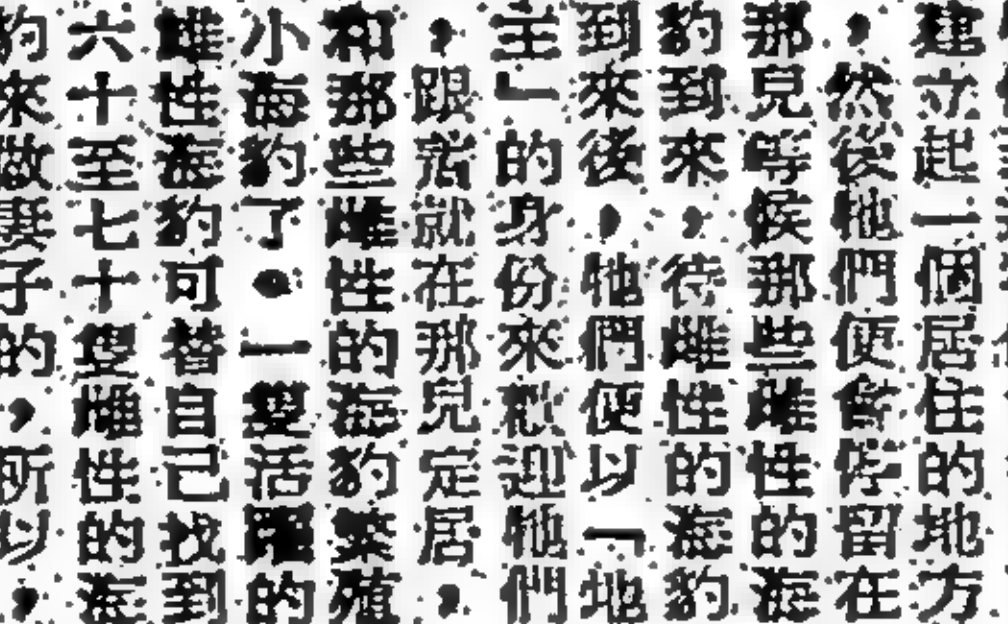 建立起一個居住的地方
，然後牠們便會停留在
那兒等候那些雌性的海
豹到來，待雌性的海豹
到來後，牠們便以「地
主」的身份來歡迎牠們
，跟着就在那兒定居，
和那些雌性的海豹繁殖
小海豹了。一隻活躍的
雄性海豹可替自己找到
六十至七十隻雌性的海
豹來做妻子的，所以，